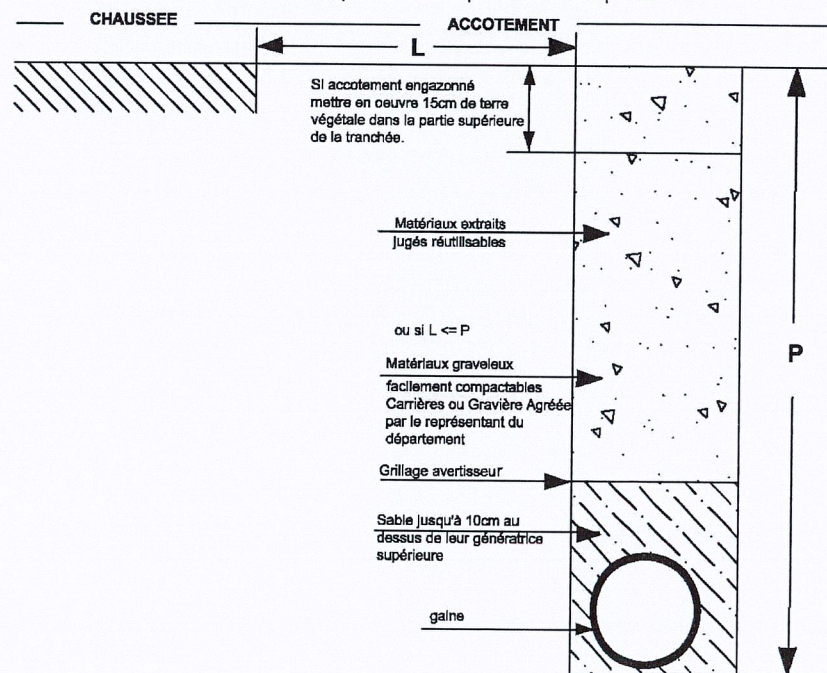 CHAUSSEE
ACCOTEMENT
L
Si accotement engazonné
mettre en oeuvre 15cm de terre
végétale dans la partie supérieure
de la tranchée.
Matériaux extraits
jugés réutilisables
ou si L <= P
P
Matériaux graveleux
facilement compactables
Carrières ou Gravière Agréée
par le représentant du
département
Grillage avertisseur
Sable jusqu'à 10cm au
dessus de leur génératrice
supérieure
gaine